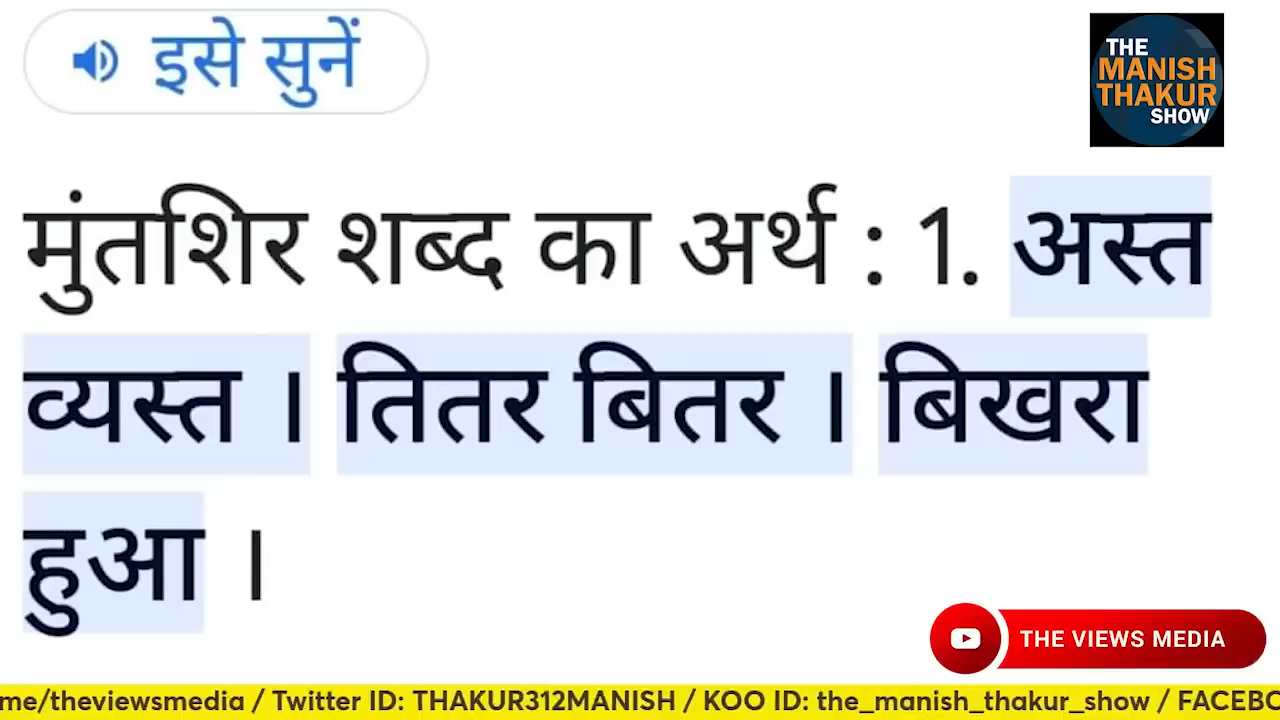 इसे सुनें
THE
MANISH
THAKUR
SHOW
मुंतशिर शब्द का अर्थ : 1. अस्त
व्यस्त । तितर बितर । बिखरा
हुआ ।
THE VIEWS MEDIA
me/theviewsmedia / Twitter ID: THAKUR312MANISH / KOO ID: the_manish_thakur_show / FACEBO